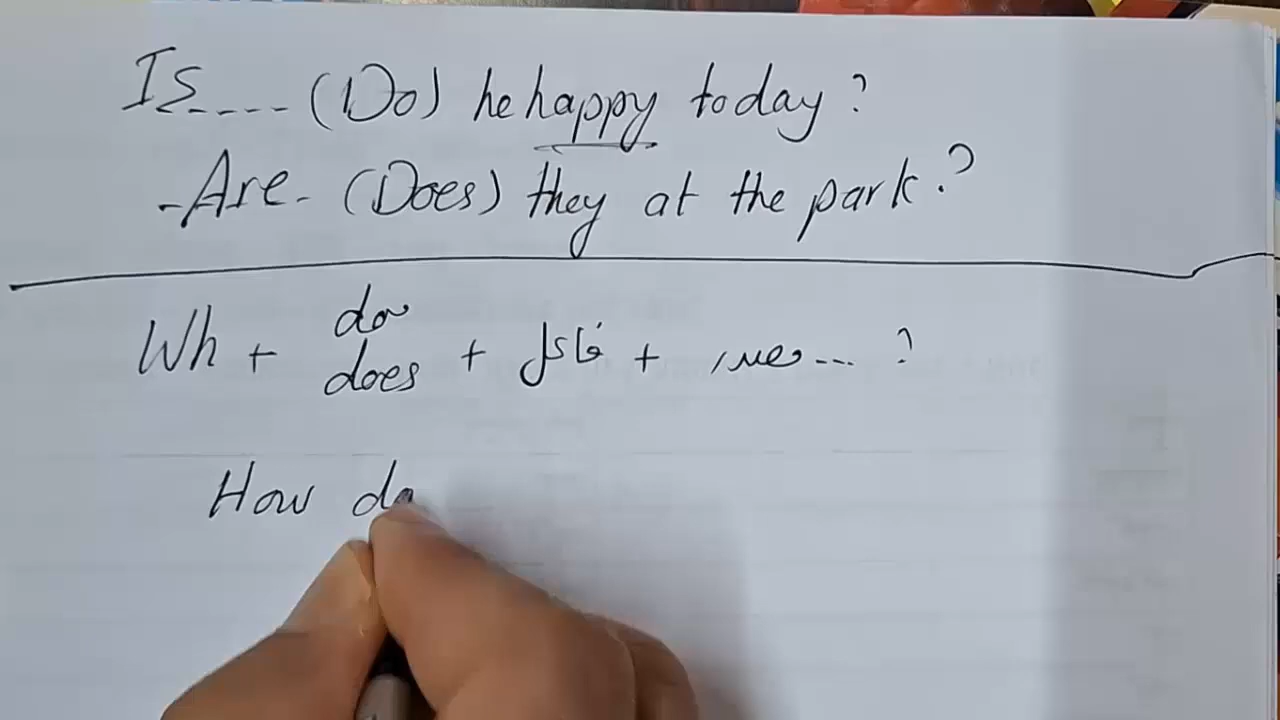 Is---- (Do) he happy today?
-Are- (Does) they at the park.?
Wh + do does + فاعل + مصدر ... ?
How do